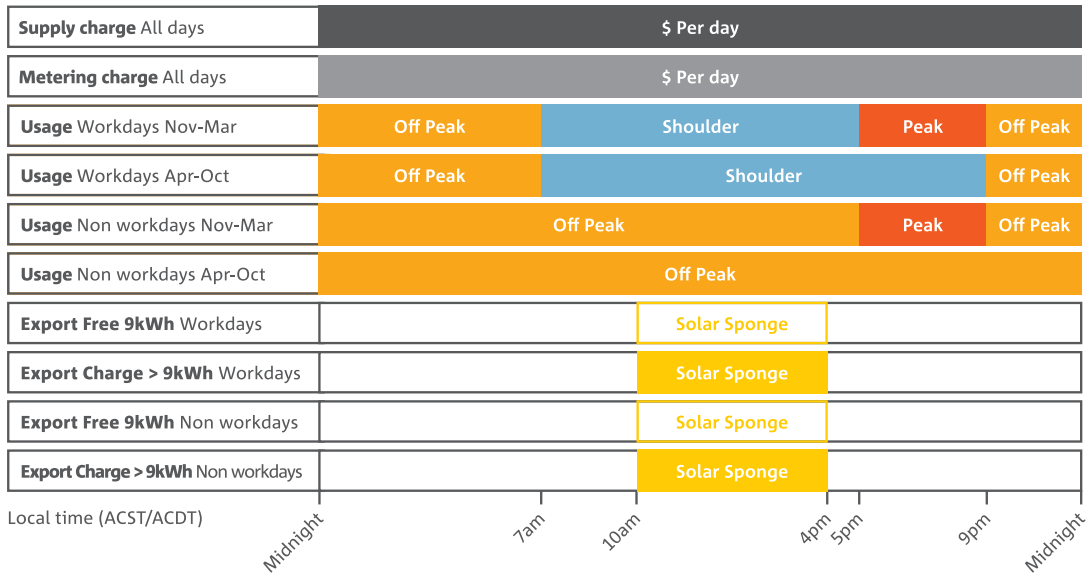 Supply charge All days $ Per day
Metering charge All days $ Per day
Usage Workdays Nov-Mar Off Peak Shoulder Peak Off Peak
Usage Workdays Apr-Oct Off Peak Shoulder Off Peak
Usage Non workdays Nov-Mar Off Peak Peak Off Peak
Usage Non workdays Apr-Oct Off Peak
Export Free 9kWh Workdays Solar Sponge
Export Charge > 9kWh Workdays Solar Sponge
Export Free 9kWh Non workdays Solar Sponge
Export Charge > 9kWh Non workdays Solar Sponge
Local time (ACST/ACDT) Midnight 7am 10am 4pm 5pm 9pm Midnight